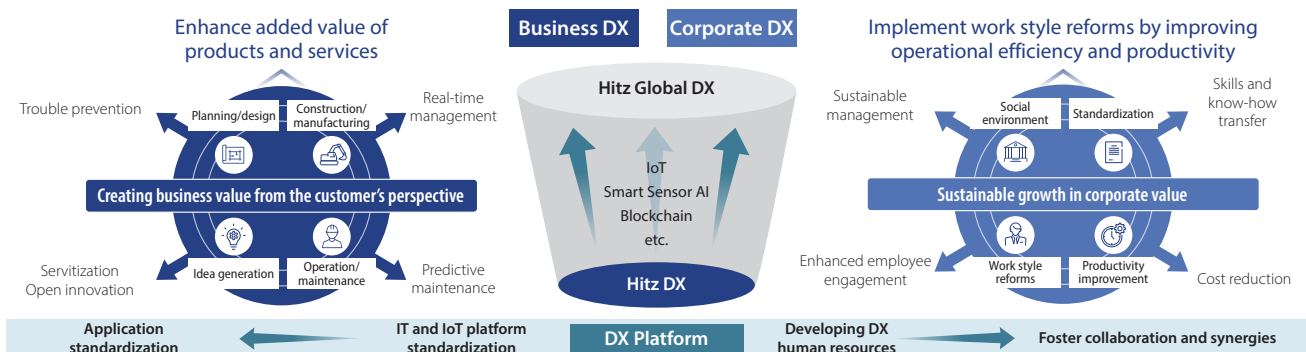 Enhance added value of
products and services
Trouble prevention
Planning/design
Construction/
manufacturing
Real-time
management
Creating business value from the customer's perspective
Servitization
Open innovation
Idea generation
Operation/
maintenance
Predictive
maintenance
Business DX
Corporate DX
Hitz Global DX
IoT
Smart Sensor AI
Blockchain
etc.
Hitz DX
Implement work style reforms by improving
operational efficiency and productivity
Sustainable
management
Social
environment
Standardization
Skills and
know-how
transfer
Sustainable growth in corporate value
Enhanced employee
engagement
Work style
reforms
Productivity
improvement
Cost reduction
Application
standardization
IT and IoT platform
standardization
DX Platform
Developing DX
human resources
Foster collaboration and synergies